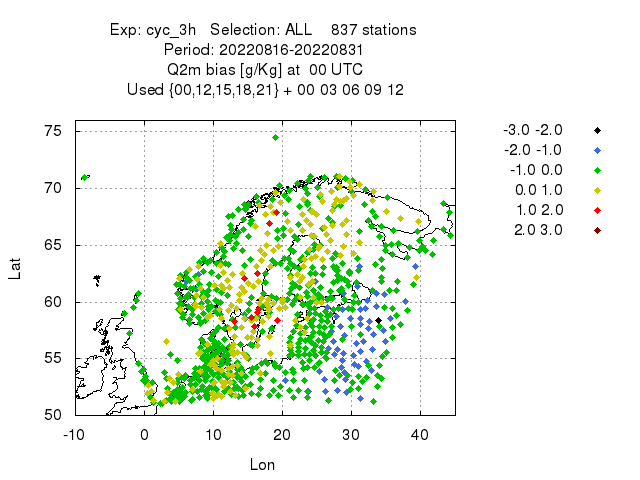 Exp: cyc_3h   Selection: ALL    837 stations
Period: 20220816-20220831
Q2m bias [g/Kg] at  00 UTC
Used {00,12,15,18,21} + 00 03 06 09 12
75
70
65
60
55
50
-10 0 10 20 30 40
Lat
Lon
-3.0 -2.0
-2.0 -1.0
-1.0 0.0
0.0 1.0
1.0 2.0
2.0 3.0